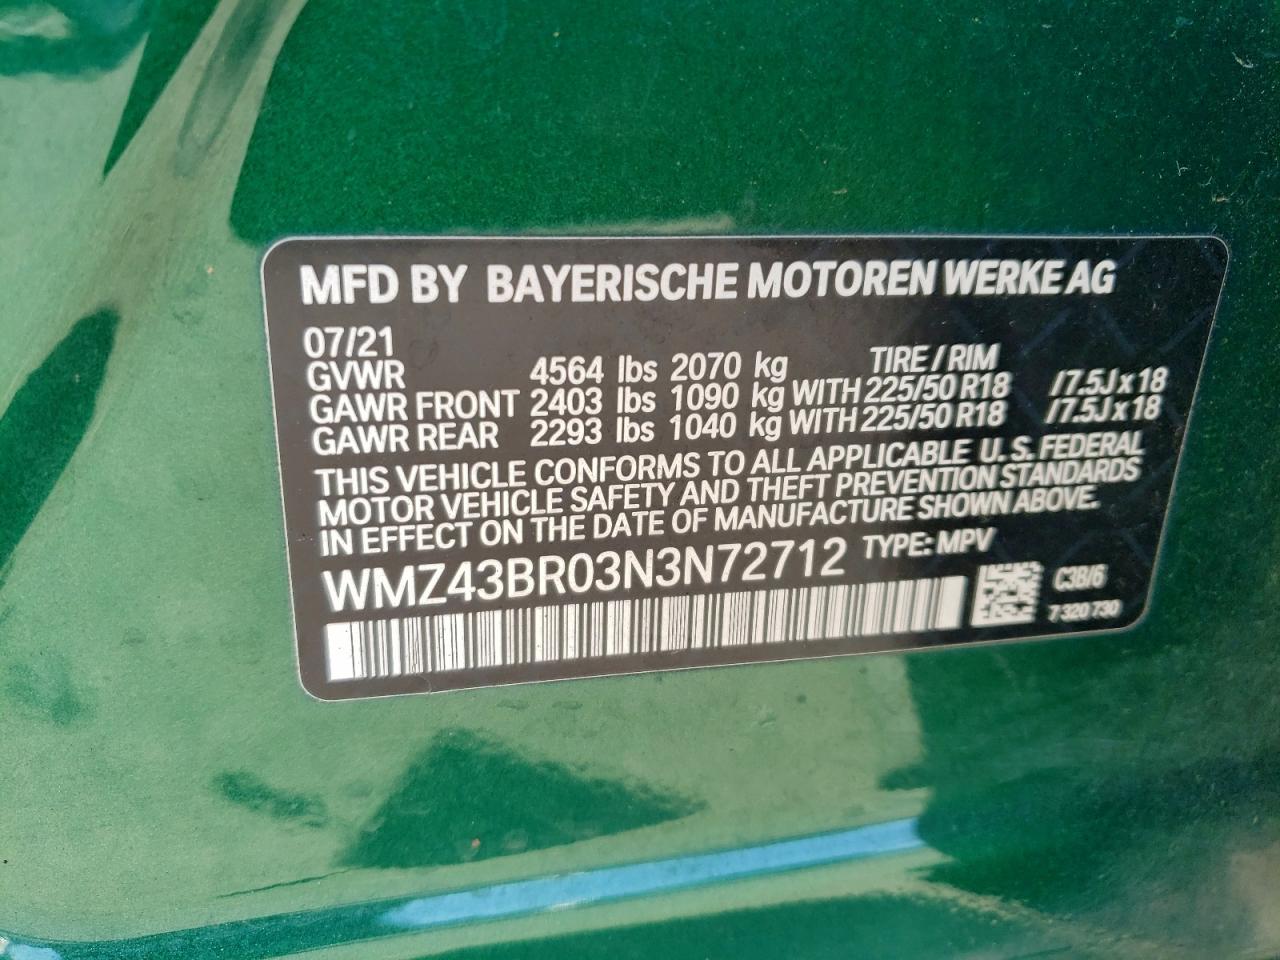 MFD BY BAYERISCHE MOTOREN WERKE AG
07/21
GVWR 4564 lbs 2070 kg TIRE / RIM
GAWR FRONT 2403 lbs 1090 kg WITH 225/50 R18 /7.5J x 18
GAWR REAR 2293 lbs 1040 kg WITH 225/50 R18 /7.5J x 18
THIS VEHICLE CONFORMS TO ALL APPLICABLE U.S. FEDERAL
MOTOR VEHICLE SAFETY AND THEFT PREVENTION STANDARDS
IN EFFECT ON THE DATE OF MANUFACTURE SHOWN ABOVE.
WMZ43BR03N3N72712 TYPE: MPV
C3B/6
7 320 730